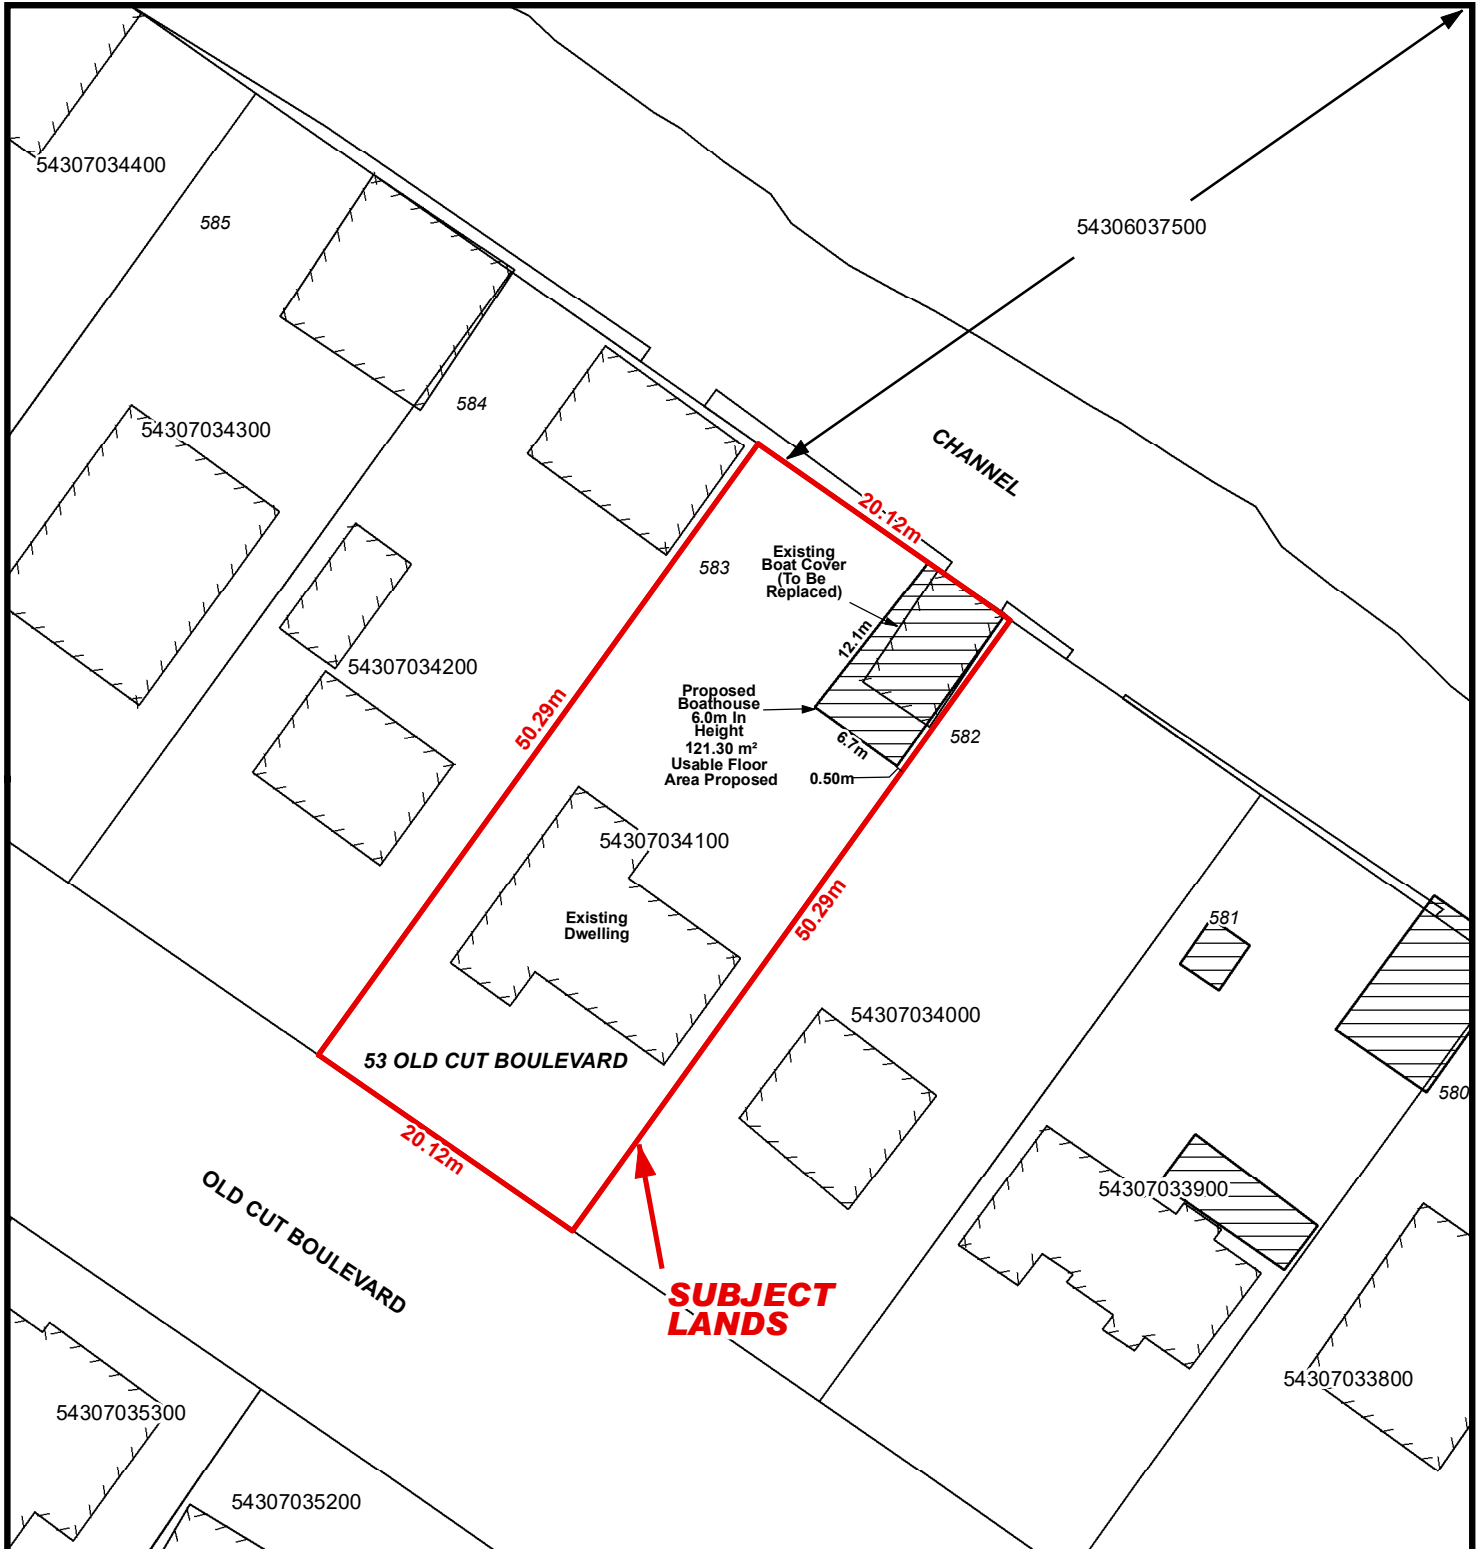 54307034400
585
54306037500
584
54307034300
CHANNEL
20.12m
Existing
Boat Cover
(To Be
Replaced)
583
12.1m
54307034200
Proposed
Boathouse
6.0m In
Height
121.30 m²
Usable Floor
Area Proposed
50.29m
6.7m
582
0.50m
54307034100
50.29m
Existing
Dwelling
581
54307034000
53 OLD CUT BOULEVARD
580
20.12m
54307033900
OLD CUT BOULEVARD
SUBJECT
LANDS
54307033800
54307035300
54307035200